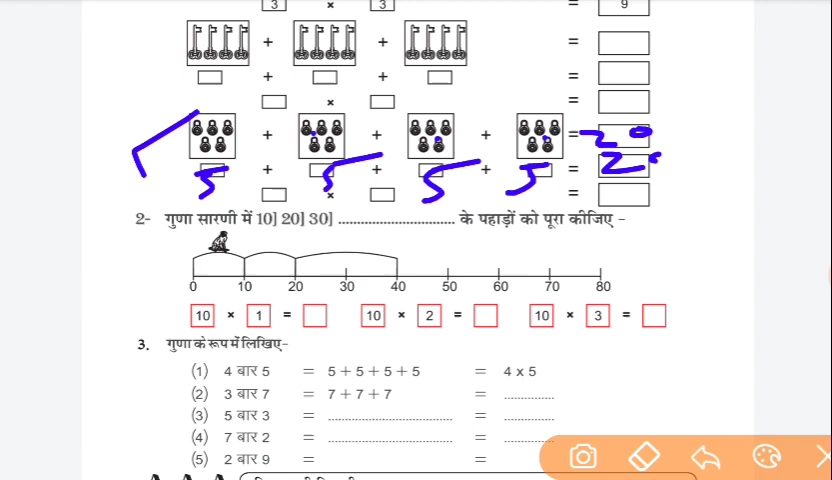 3 × 3 = 9
+ + =
+ + =
× =
+ + + = 20
5 + 5 + 5 + 5 = 20
× =
2- गुणा सारणी में 10] 20] 30] ............................ के पहाड़ों को पूरा कीजिए -
0 10 20 30 40 50 60 70 80
10 × 1 = 10 × 2 = 10 × 3 =
3. गुणा के रूप में लिखिए-
(1) 4 बार 5 = 5 + 5 + 5 + 5 = 4 x 5
(2) 3 बार 7 = 7 + 7 + 7 = ............
(3) 5 बार 3 = .............................. = ............
(4) 7 बार 2 = .............................. = ............
(5) 2 बार 9 = =